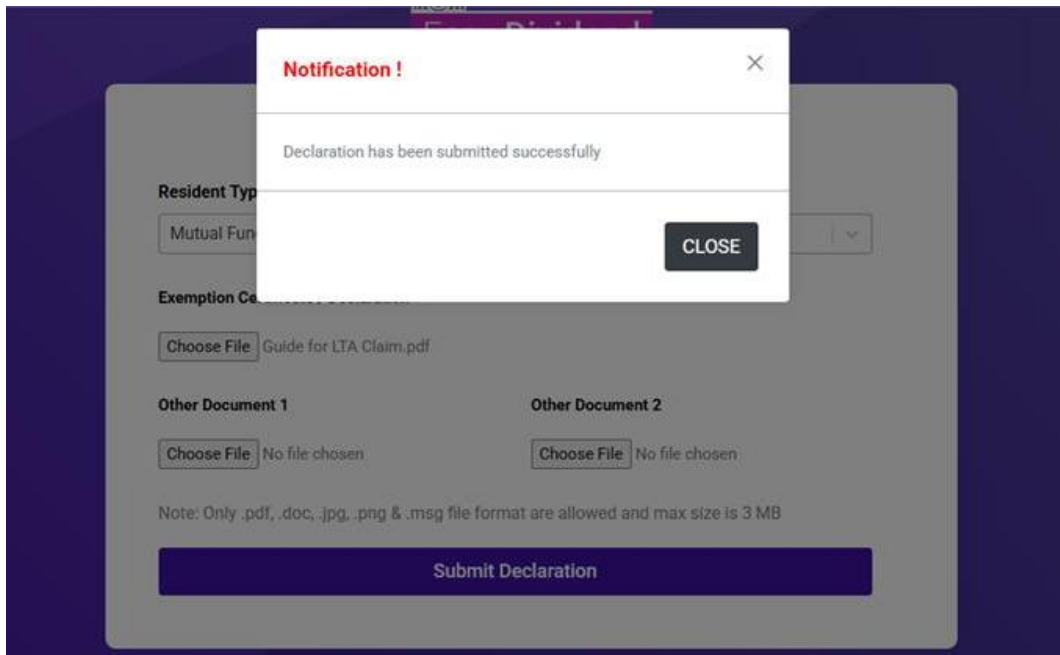 Dividend
Notification !
Declaration has been submitted successfully
Resident Typ
Mutual Fun
CLOSE
Exemption Ce
Choose File Guide for LTA Claim.pdf
Other Document 1 Other Document 2
Choose File No file chosen Choose File No file chosen
Note: Only .pdf, .doc, .jpg, .png & .msg file format are allowed and max size is 3 MB
Submit Declaration